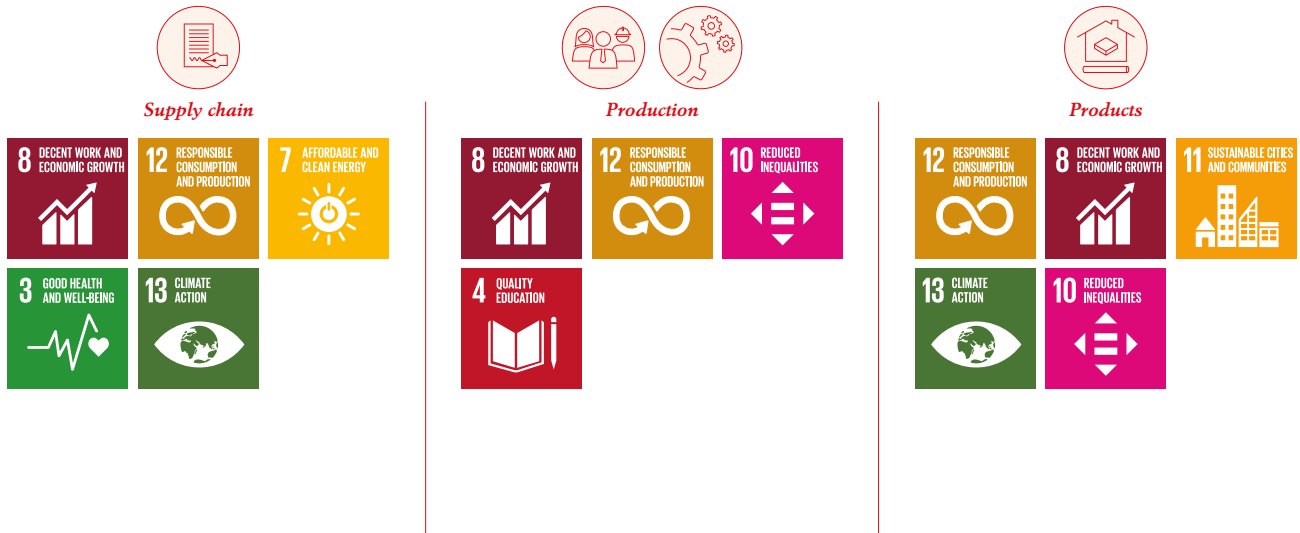 Supply chain
8 DECENT WORK AND
ECONOMIC GROWTH
12 RESPONSIBLE
CONSUMPTION
AND PRODUCTION
7 AFFORDABLE AND
CLEAN ENERGY
3 GOOD HEALTH
AND WELL-BEING
13 CLIMATE
ACTION
Production
8 DECENT WORK AND
ECONOMIC GROWTH
12 RESPONSIBLE
CONSUMPTION
AND PRODUCTION
10 REDUCED
INEQUALITIES
4 QUALITY
EDUCATION
Products
12 RESPONSIBLE
CONSUMPTION
AND PRODUCTION
8 DECENT WORK AND
ECONOMIC GROWTH
11 SUSTAINABLE CITIES
AND COMMUNITIES
13 CLIMATE
ACTION
10 REDUCED
INEQUALITIES